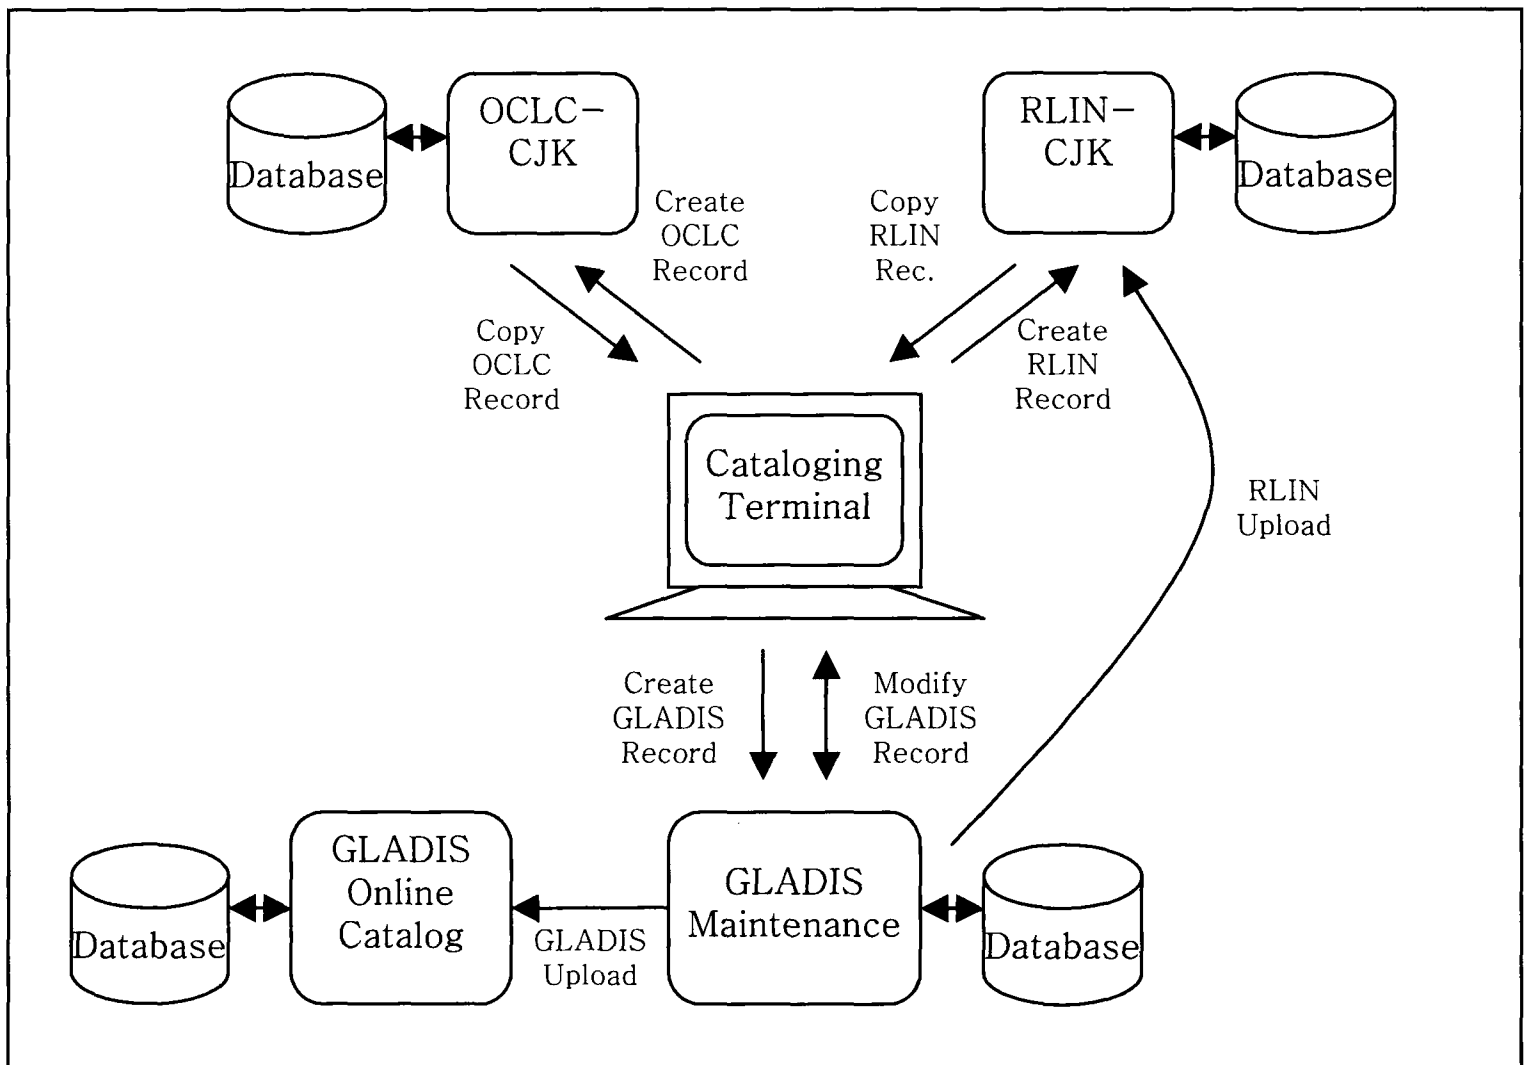 OCLC–
CJK
Database
RLIN–
CJK
Database
Create
OCLC
Record
Copy
RLIN
Rec.
Copy
OCLC
Record
Create
RLIN
Record
Cataloging
Terminal
RLIN
Upload
Create
GLADIS
Record
Modify
GLADIS
Record
GLADIS
Online
Catalog
Database
GLADIS
Upload
GLADIS
Maintenance
Database